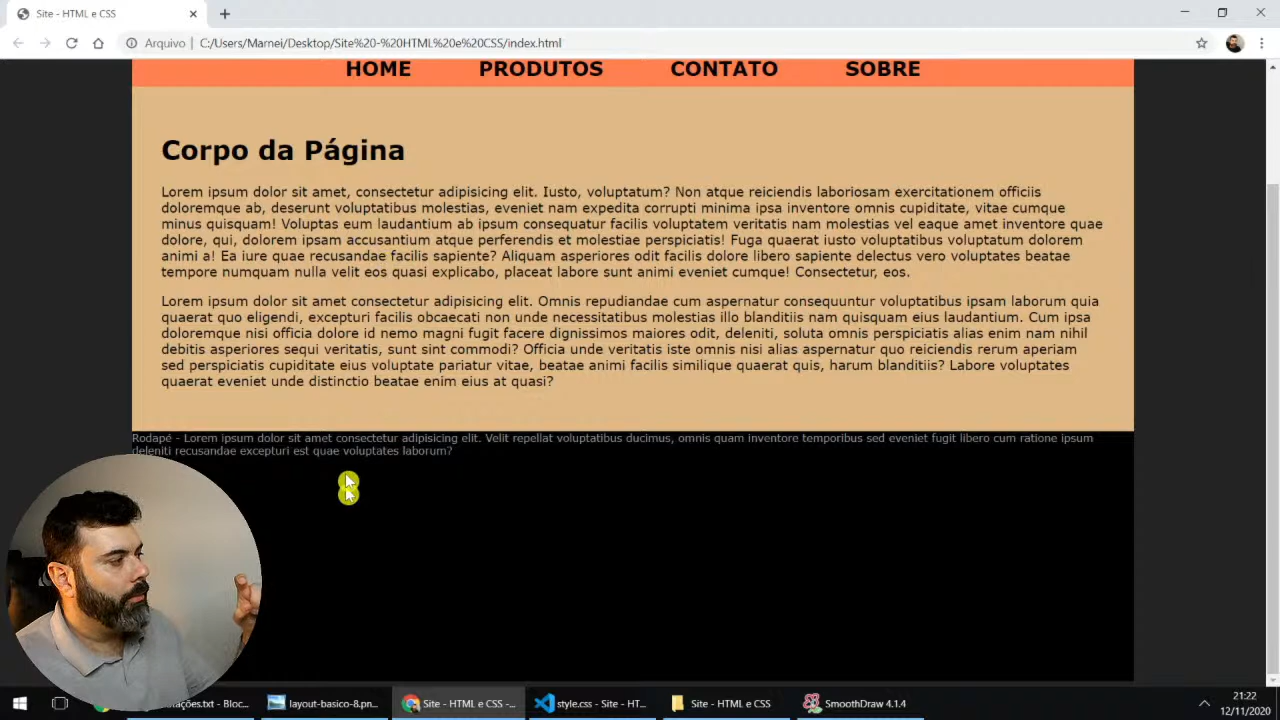 Site - HTML e CSS
Arquivo | C:/Users/Marnei/Desktop/Site%20-%20HTML%20e%20CSS/index.html
HOME PRODUTOS CONTATO SOBRE
Corpo da Página
Lorem ipsum dolor sit amet, consectetur adipisicing elit. Iusto, voluptatum? Non atque reiciendis laboriosam exercitationem officiis
doloremque ab, deserunt voluptatibus molestias, eveniet nam expedita corrupti minima ipsa inventore omnis cupiditate, vitae cumque
minus quisquam! Voluptas eum laudantium ab ipsum consequatur facilis voluptatem veritatis nam molestias vel eaque amet inventore quae
dolore, qui, dolorem ipsam accusantium atque perferendis et molestiae perspiciatis! Fuga quaerat iusto voluptatibus voluptatum dolorem
animi a! Ea iure quae recusandae facilis sapiente? Aliquam asperiores odit facilis dolore libero sapiente delectus vero voluptates beatae
tempore numquam nulla velit eos quasi explicabo, placeat labore sunt animi eveniet cumque! Consectetur, eos.
Lorem ipsum dolor sit amet consectetur adipisicing elit. Omnis repudiandae cum aspernatur consequuntur voluptatibus ipsam laborum quia
quaerat quo eligendi, excepturi facilis obcaecati non unde necessitatibus molestias illo blanditiis nam quisquam eius laudantium. Cum ipsa
doloremque nisi officia dolore id nemo magni fugit facere dignissimos maiores odit, deleniti, soluta omnis perspiciatis alias enim nam nihil
debitis asperiores sequi veritatis, sunt sint commodi? Officia unde veritatis iste omnis nisi alias aspernatur quo reiciendis rerum aperiam
sed perspiciatis cupiditate eius voluptate pariatur vitae, beatae animi facilis similique quaerat quis, harum blanditiis? Labore voluptates
quaerat eveniet unde distinctio beatae enim eius at quasi?
Rodapé - Lorem ipsum dolor sit amet consectetur adipisicing elit. Velit repellat voluptatibus ducimus, omnis quam inventore temporibus sed eveniet fugit libero cum ratione ipsum
deleniti recusandae excepturi est quae voluptates laborum?
tações.txt - Bloc... layout-basico-8.pn... Site - HTML e CSS -... style.css - Site - HT... Site - HTML e CSS SmoothDraw 4.1.4
21:22
12/11/2020